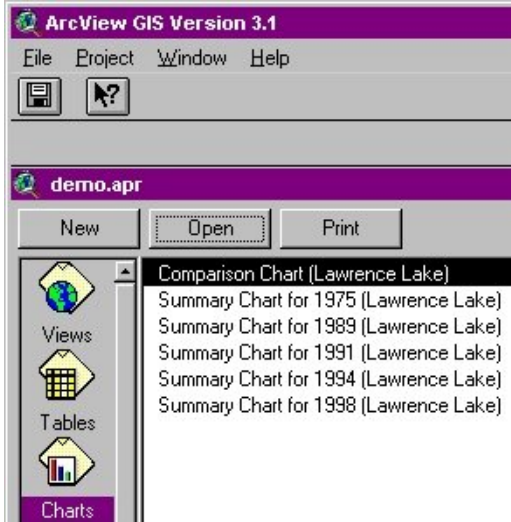 ArcView GIS Version 3.1
File Project Window Help
demo.apr
New Open Print
Comparison Chart (Lawrence Lake)
Summary Chart for 1975 (Lawrence Lake)
Summary Chart for 1989 (Lawrence Lake)
Views
Summary Chart for 1991 (Lawrence Lake)
Summary Chart for 1994 (Lawrence Lake)
Summary Chart for 1998 (Lawrence Lake)
Tables
Charts